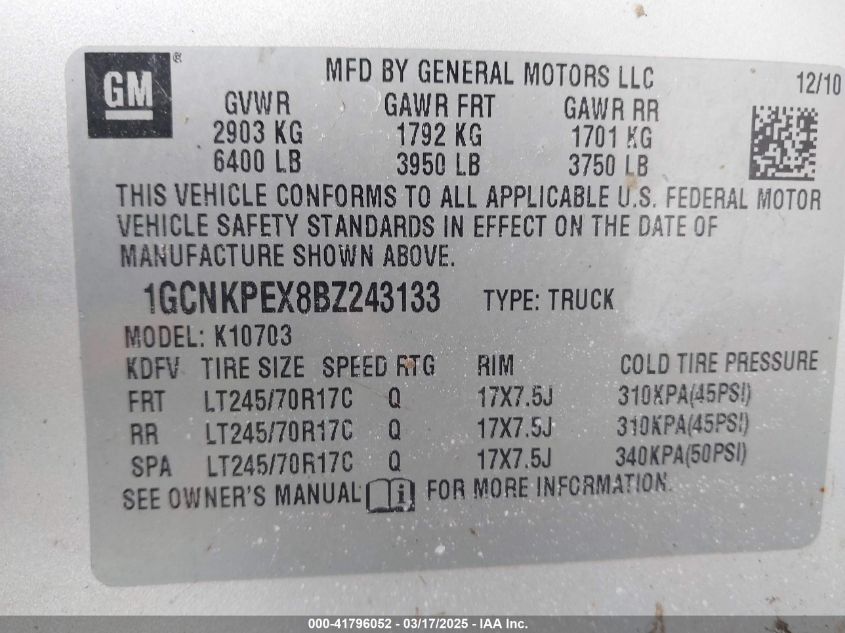 GM®
MFD BY GENERAL MOTORS LLC 12/10
GVWR GAWR FRT GAWR RR
2903 KG 1792 KG 1701 KG
6400 LB 3950 LB 3750 LB
THIS VEHICLE CONFORMS TO ALL APPLICABLE U.S. FEDERAL MOTOR
VEHICLE SAFETY STANDARDS IN EFFECT ON THE DATE OF
MANUFACTURE SHOWN ABOVE.
1GCNKPEX8BZ243133 TYPE: TRUCK
MODEL: K10703
KDFV TIRE SIZE SPEED RTG RIM COLD TIRE PRESSURE
FRT LT245/70R17C Q 17X7.5J 310KPA(45PSI)
RR LT245/70R17C Q 17X7.5J 310KPA(45PSI)
SPA LT245/70R17C Q 17X7.5J 340KPA(50PSI)
SEE OWNER'S MANUAL i FOR MORE INFORMATION.
000-41796052 — 03/17/2025 — IAA Inc.